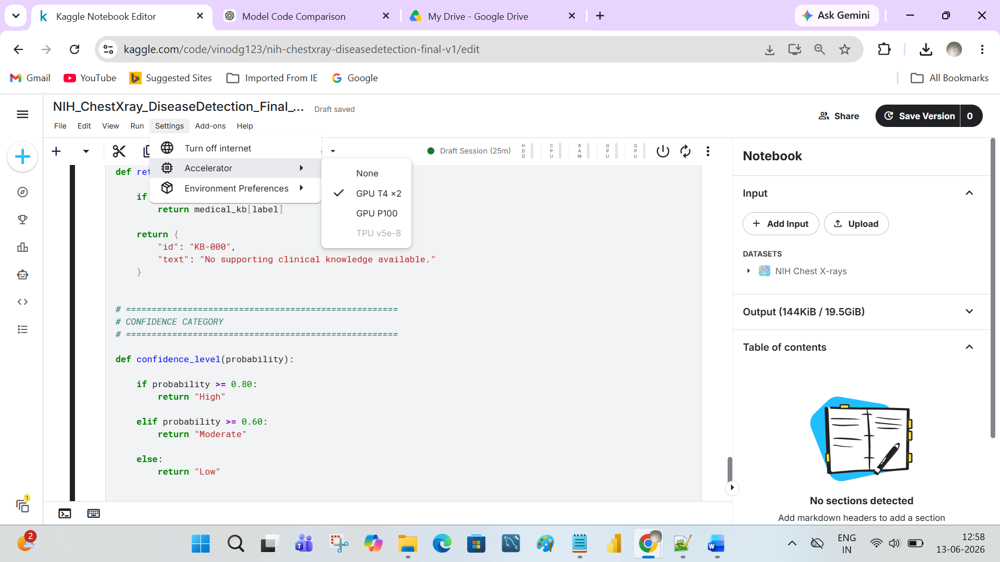 Kaggle Notebook Editor
Model Code Comparison
My Drive - Google Drive
Ask Gemini
kaggle.com/code/vinodg123/nih-chestxray-diseasedetection-final-v1/edit
Gmail
YouTube
Suggested Sites
Imported From IE
Google
All Bookmarks
NIH_ChestXray_DiseaseDetection_Final_...
Draft saved
File
Edit
View
Run
Settings
Add-ons
Help
Share
Save Version
0
Turn off internet
Accelerator
Environment Preferences
None
GPU T4 ×2
GPU P100
TPU v5e-8
Draft Session (25m)
HDD
CPU
RAM
GPU
GPU
def ret
if
return medical_kb[label]
return {
"id": "KB-000",
"text": "No supporting clinical knowledge available."
}
# ====================================================
# CONFIDENCE CATEGORY
# ====================================================
def confidence_level(probability):
if probability >= 0.80:
return "High"
elif probability >= 0.60:
return "Moderate"
else:
return "Low"
Notebook
Input
Add Input
Upload
DATASETS
NIH Chest X-rays
Output (144KiB / 19.5GiB)
Table of contents
No sections detected
Add markdown headers to add a section
1
2
ENG
IN
12:58
13-06-2026